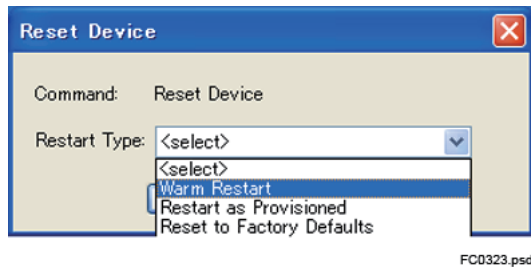 Reset Device
Command: Reset Device
Restart Type: <select>
<select>
Warm Restart
Restart as Provisioned
Reset to Factory Defaults
FC0323.psd